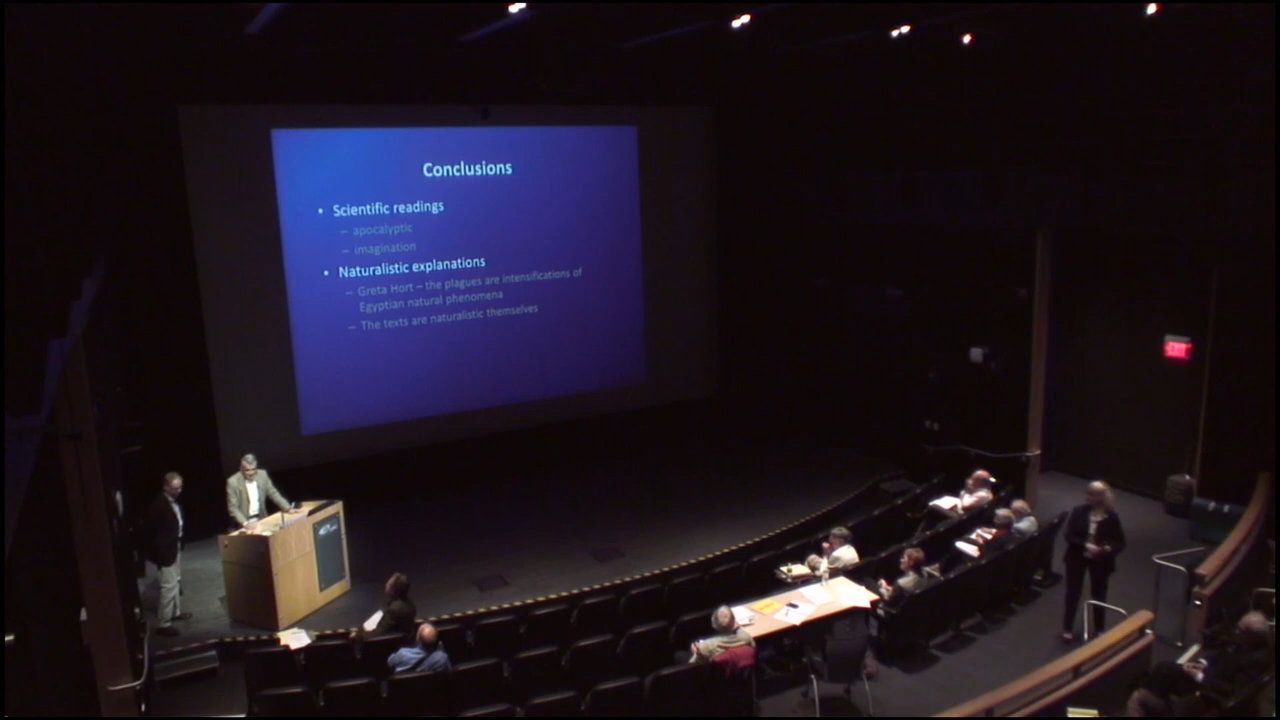 Conclusions
• Scientific readings
– apocalyptic
– imagination
• Naturalistic explanations
– Greta Hort – the plagues are intensifications of
Egyptian natural phenomena
– The texts are naturalistic themselves
EXIT